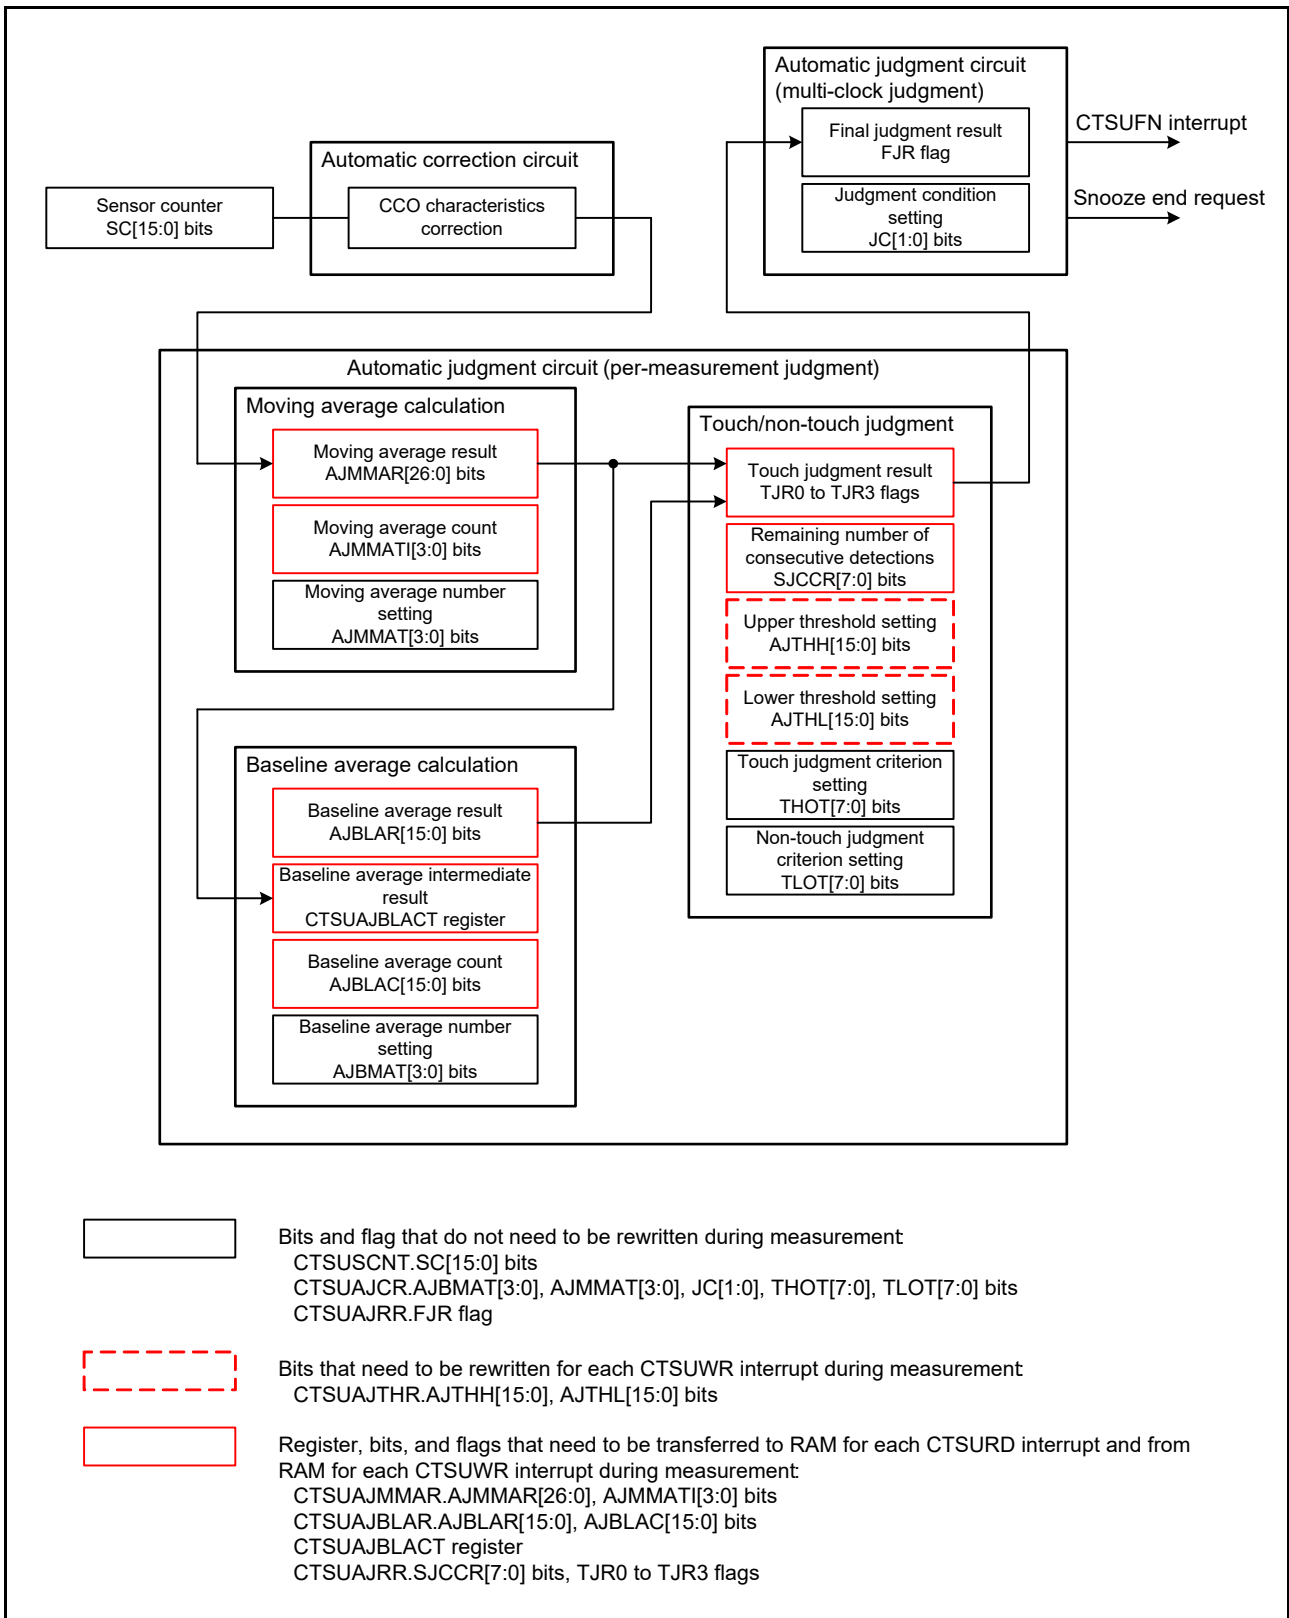 Automatic judgment circuit
(multi-clock judgment)
Final judgment result
FJR flag
Judgment condition
setting
JC[1:0] bits
CTSUFN interrupt
Snooze end request
Automatic correction circuit
Sensor counter
SC[15:0] bits
CCO characteristics
correction
Automatic judgment circuit (per-measurement judgment)
Moving average calculation
Moving average result
AJMMAR[26:0] bits
Moving average count
AJMMATI[3:0] bits
Moving average number
setting
AJMMAT[3:0] bits
Touch/non-touch judgment
Touch judgment result
TJR0 to TJR3 flags
Remaining number of
consecutive detections
SJCCR[7:0] bits
Upper threshold setting
AJTHH[15:0] bits
Lower threshold setting
AJTHL[15:0] bits
Touch judgment criterion
setting
THOT[7:0] bits
Non-touch judgment
criterion setting
TLOT[7:0] bits
Baseline average calculation
Baseline average result
AJBLAR[15:0] bits
Baseline average intermediate
result
CTSUAJBLACT register
Baseline average count
AJBLAC[15:0] bits
Baseline average number
setting
AJBMAT[3:0] bits
Bits and flag that do not need to be rewritten during measurement:
CTSUSCNT.SC[15:0] bits
CTSUAJCR.AJBMAT[3:0], AJMMAT[3:0], JC[1:0], THOT[7:0], TLOT[7:0] bits
CTSUAJRR.FJR flag
Bits that need to be rewritten for each CTSUWR interrupt during measurement:
CTSUAJTHR.AJTHH[15:0], AJTHL[15:0] bits
Register, bits, and flags that need to be transferred to RAM for each CTSURD interrupt and from
RAM for each CTSUWR interrupt during measurement:
CTSUAJMMAR.AJMMAR[26:0], AJMMATI[3:0] bits
CTSUAJBLAR.AJBLAR[15:0], AJBLAC[15:0] bits
CTSUAJBLACT register
CTSUAJRR.SJCCR[7:0] bits, TJR0 to TJR3 flags